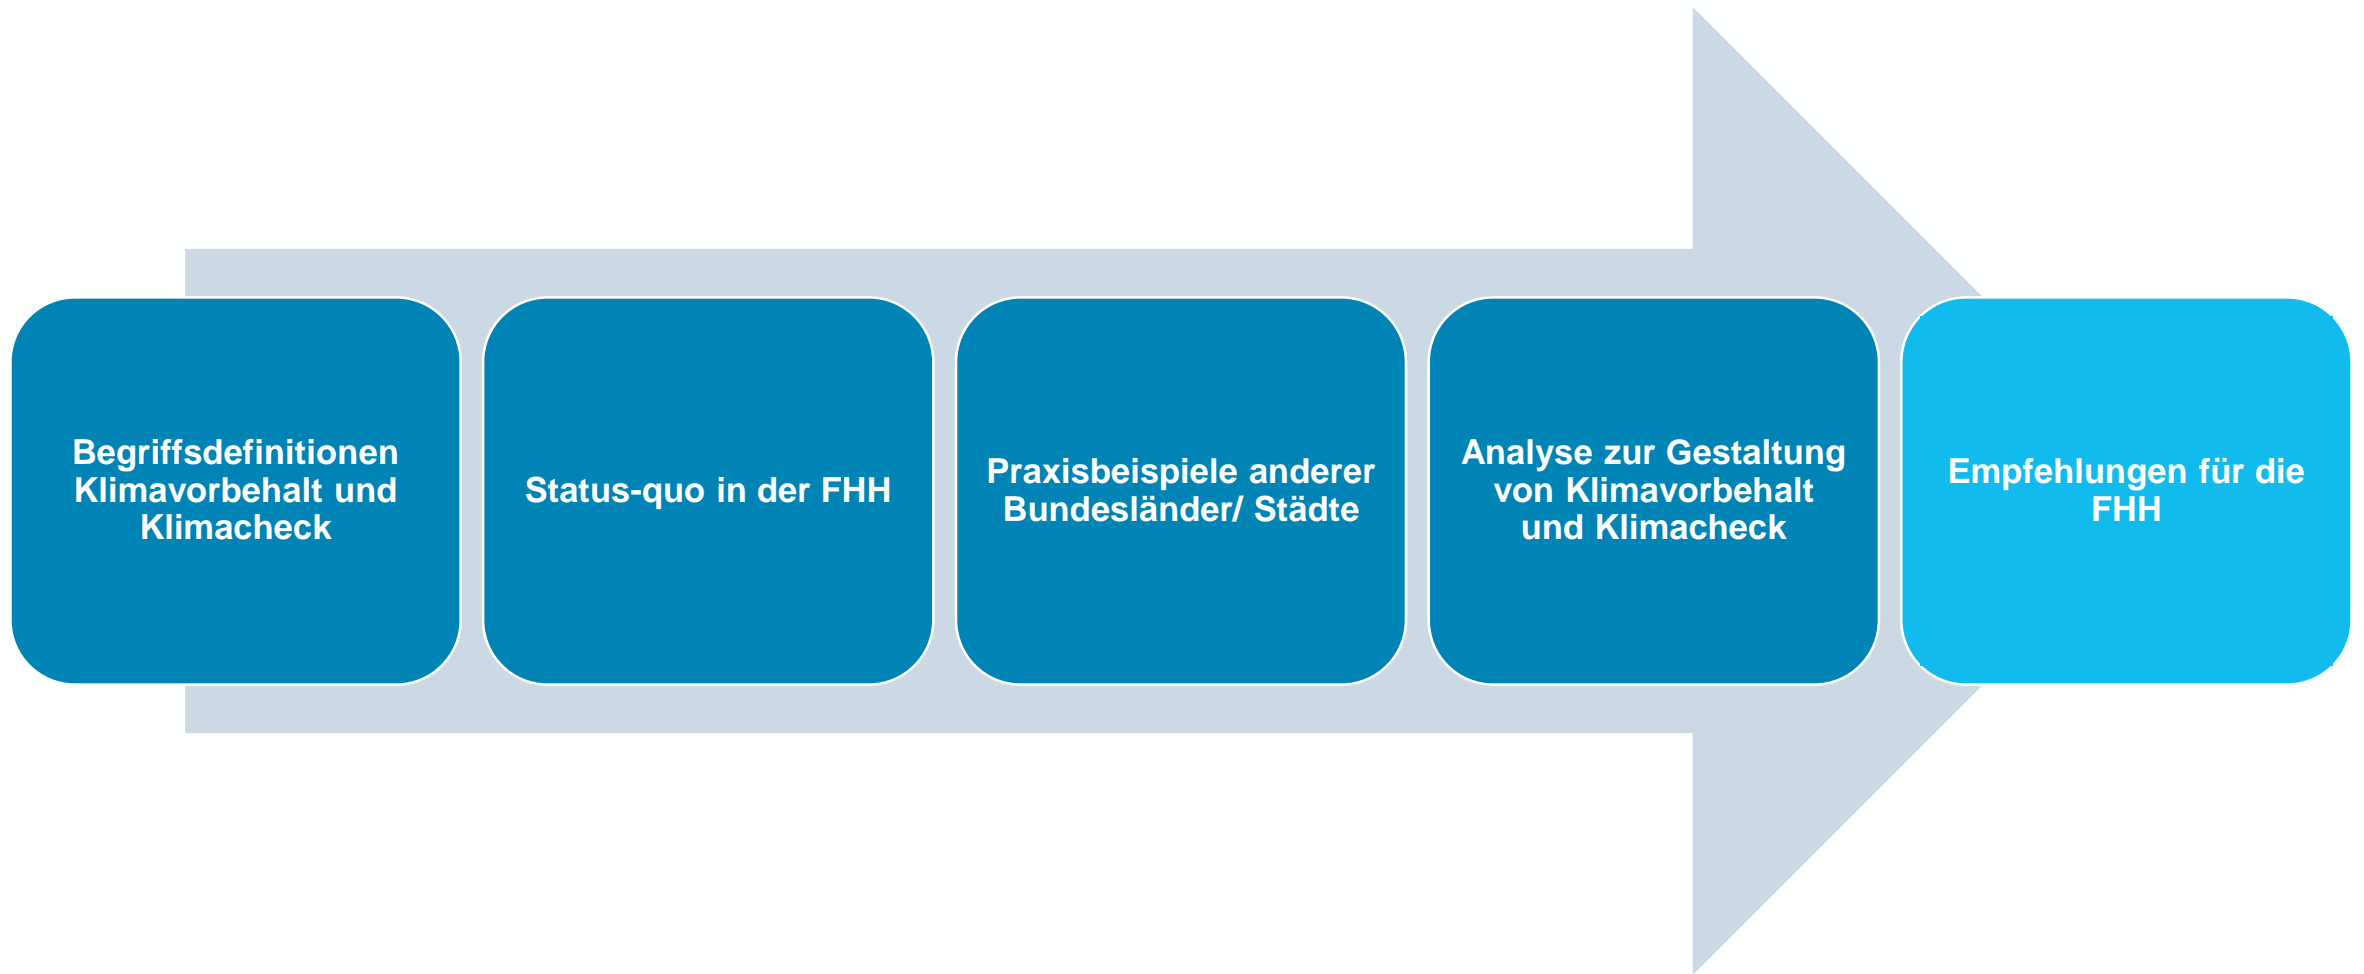 Begriffsdefinitionen
Klimavorbehalt und
Klimacheck
Status-quo in der FHH
Praxisbeispiele anderer
Bundesländer/ Städte
Analyse zur Gestaltung
von Klimavorbehalt
und Klimacheck
Empfehlungen für die
FHH